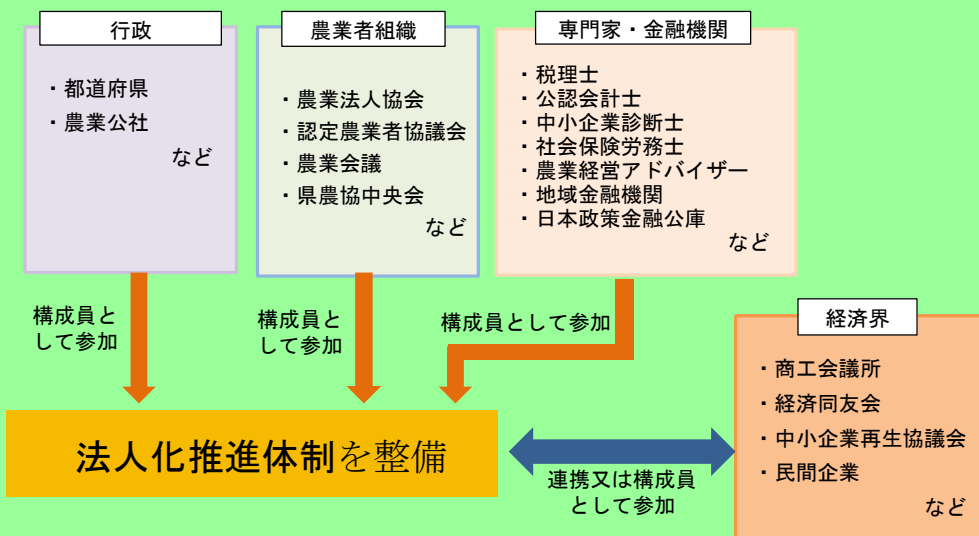 行政
・都道府県
・農業公社
など
農業者組織
・農業法人協会
・認定農業者協議会
・農業会議
・県農協中央会
など
専門家・金融機関
・税理士
・公認会計士
・中小企業診断士
・社会保険労務士
・農業経営アドバイザー
・地域金融機関
・日本政策金融公庫
など
構成員と
して参加
構成員と
して参加
構成員として参加
経済界
・商工会議所
・経済同友会
・中小企業再生協議会
・民間企業
など
法人化推進体制を整備
連携又は構成員
として参加